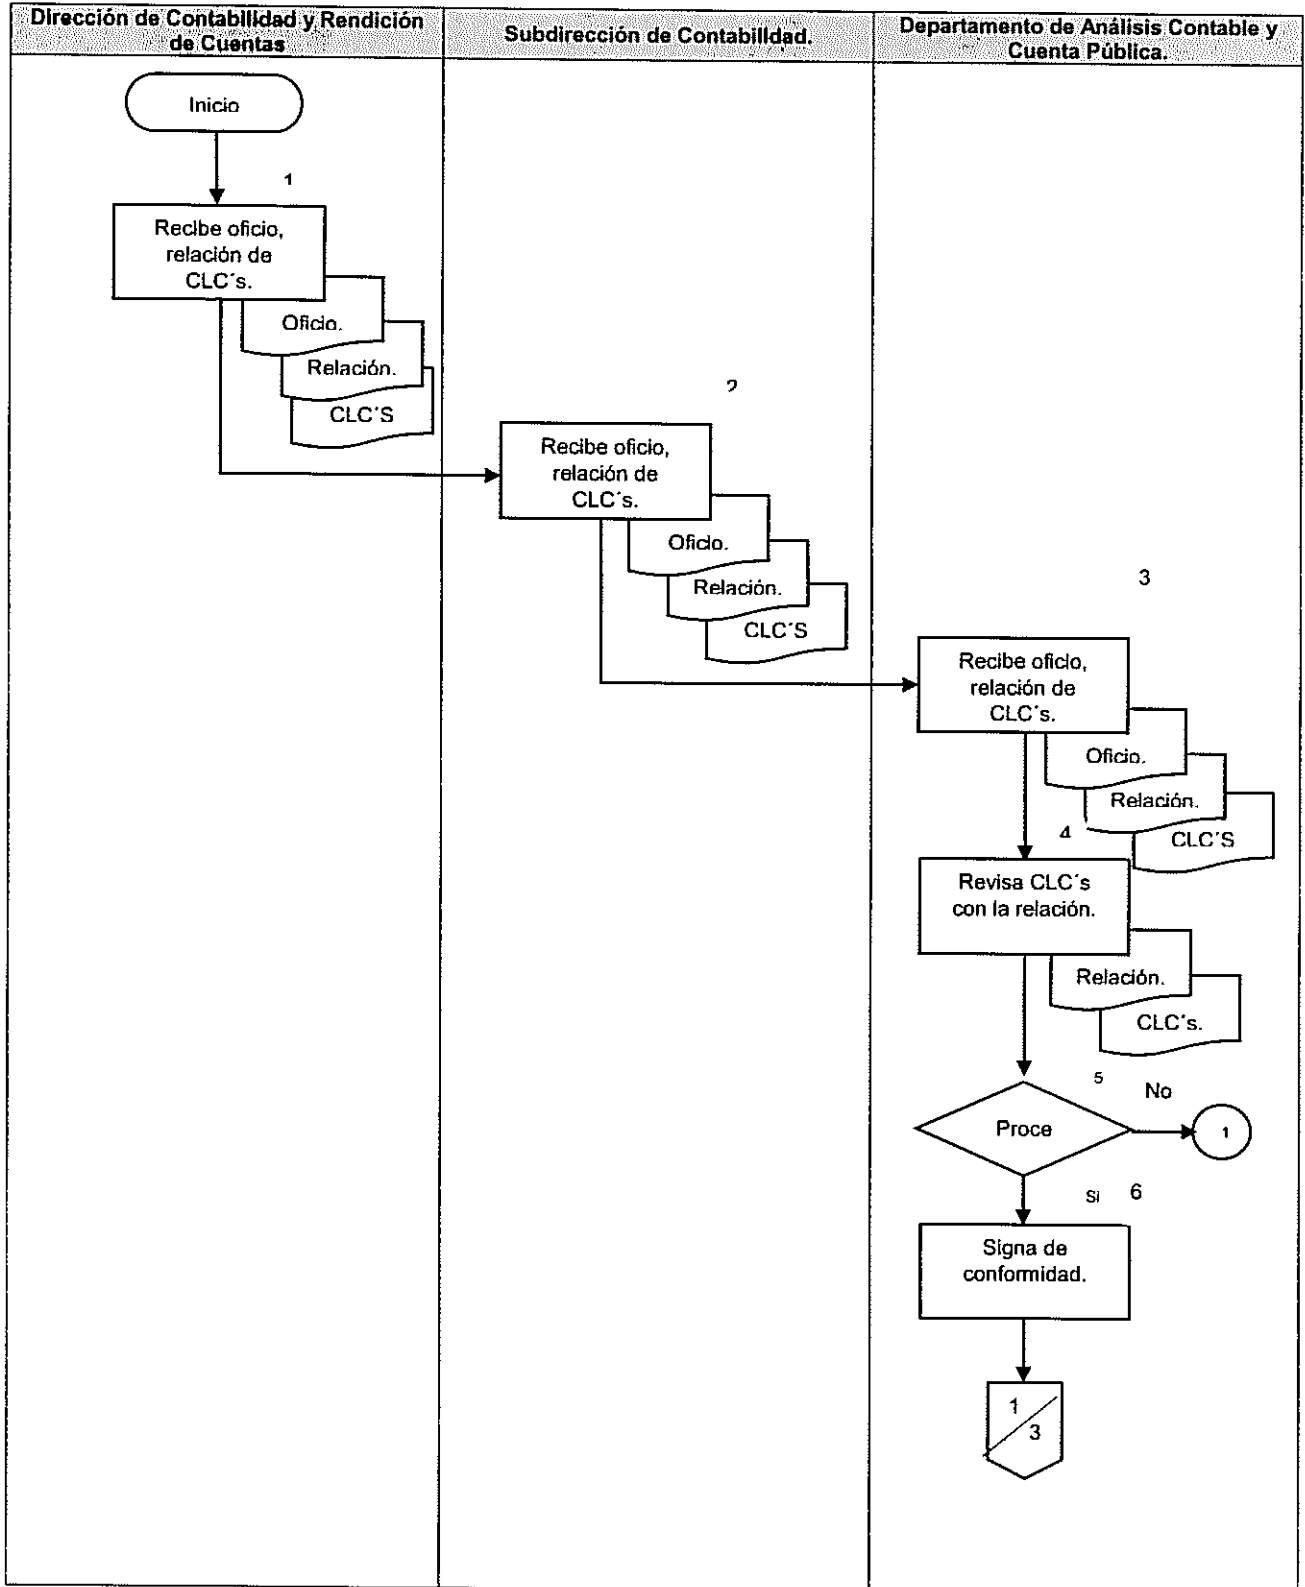 Dirección de Contabilidad y Rendición
de Cuentas
Subdirección de Contabilidad.
Departamento de Análisis Contable y
Cuenta Pública.
Inicio
1
Recibe oficio,
relación de
CLC´s.
Oficio.
Relación.
CLC´S
2
Recibe oficio,
relación de
CLC´s.
Oficio.
Relación.
CLC´S
3
Recibe oficio,
relación de
CLC´s.
Oficio.
Relación.
CLC´S
4
Revisa CLC´s
con la relación.
Relación.
CLC´s.
5
No
Proce
1
Si
6
Signa de
conformidad.
1
3